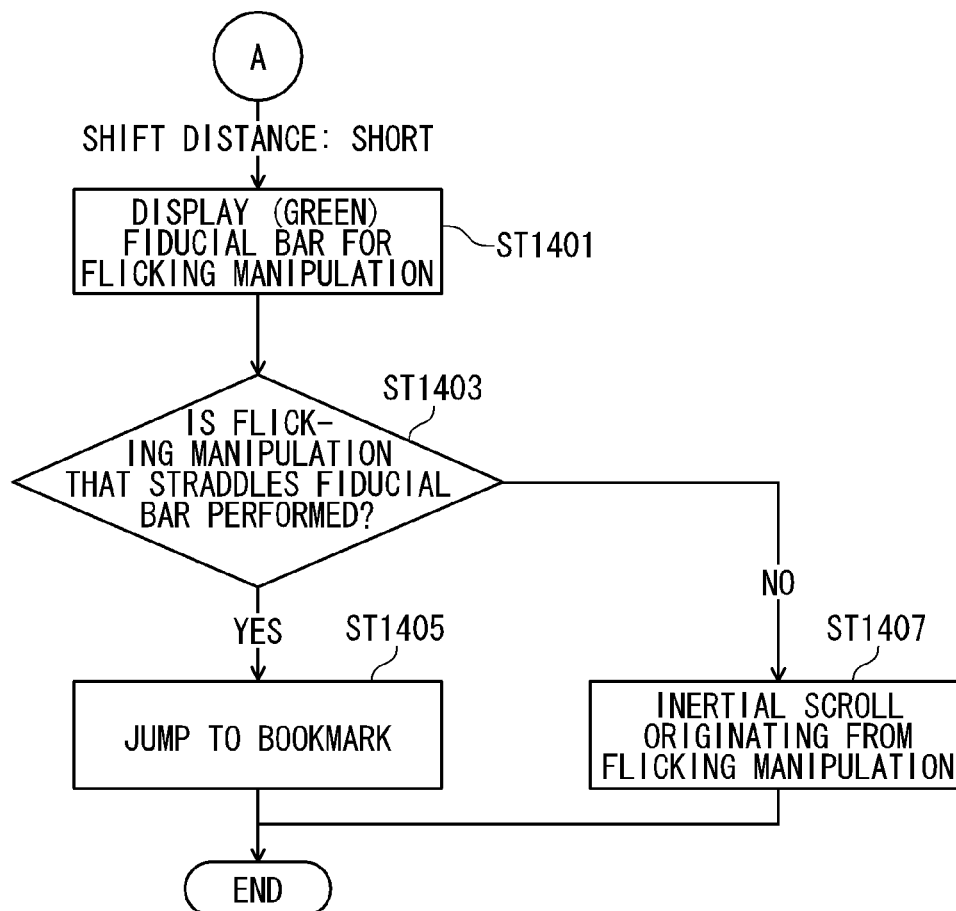 A
SHIFT DISTANCE: SHORT
DISPLAY (GREEN)
FIDUCIAL BAR FOR
FLICKING MANIPULATION
ST1401
ST1403
IS FLICK-
ING MANIPULATION
THAT STRADDLES FIDUCIAL
BAR PERFORMED?
NO
YES
ST1405
ST1407
JUMP TO BOOKMARK
INERTIAL SCROLL
ORIGINATING FROM
FLICKING MANIPULATION
END